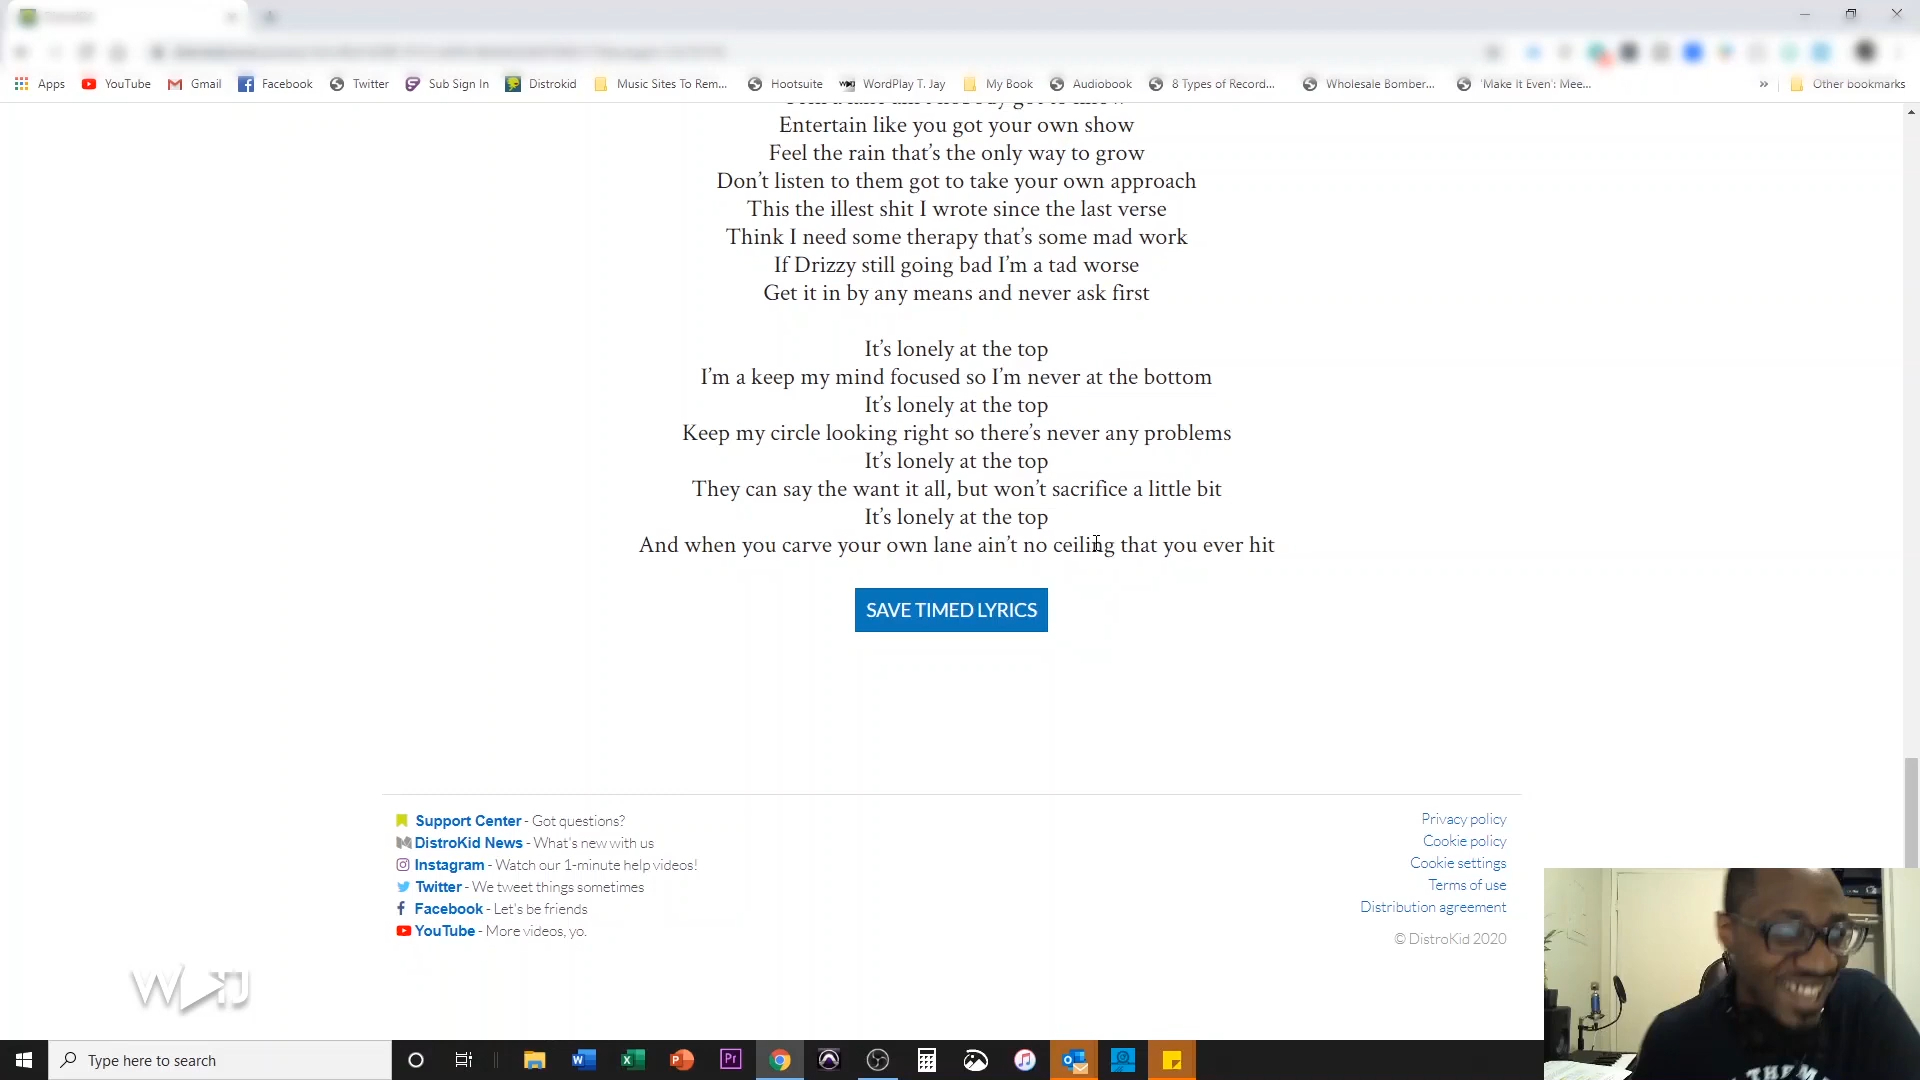 Apps YouTube Gmail Facebook Twitter Sub Sign In Distrokid Music Sites To Rem... Hootsuite WordPlay T. Jay My Book Audiobook 8 Types of Record... Wholesale Bomber... 'Make It Even': Mee... » Other bookmarks
Entertain like you got your own show
Feel the rain that’s the only way to grow
Don’t listen to them got to take your own approach
This the illest shit I wrote since the last verse
Think I need some therapy that’s some mad work
If Drizzy still going bad I’m a tad worse
Get it in by any means and never ask first
It’s lonely at the top
I’m a keep my mind focused so I’m never at the bottom
It’s lonely at the top
Keep my circle looking right so there’s never any problems
It’s lonely at the top
They can say the want it all, but won’t sacrifice a little bit
It’s lonely at the top
And when you carve your own lane ain’t no ceiling that you ever hit
SAVE TIMED LYRICS
Support Center - Got questions?
DistroKid News - What's new with us
Instagram - Watch our 1-minute help videos!
Twitter - We tweet things sometimes
Facebook - Let's be friends
YouTube - More videos, yo.
Privacy policy
Cookie policy
Cookie settings
Terms of use
Distribution agreement
© DistroKid 2020
WTJ
Type here to search